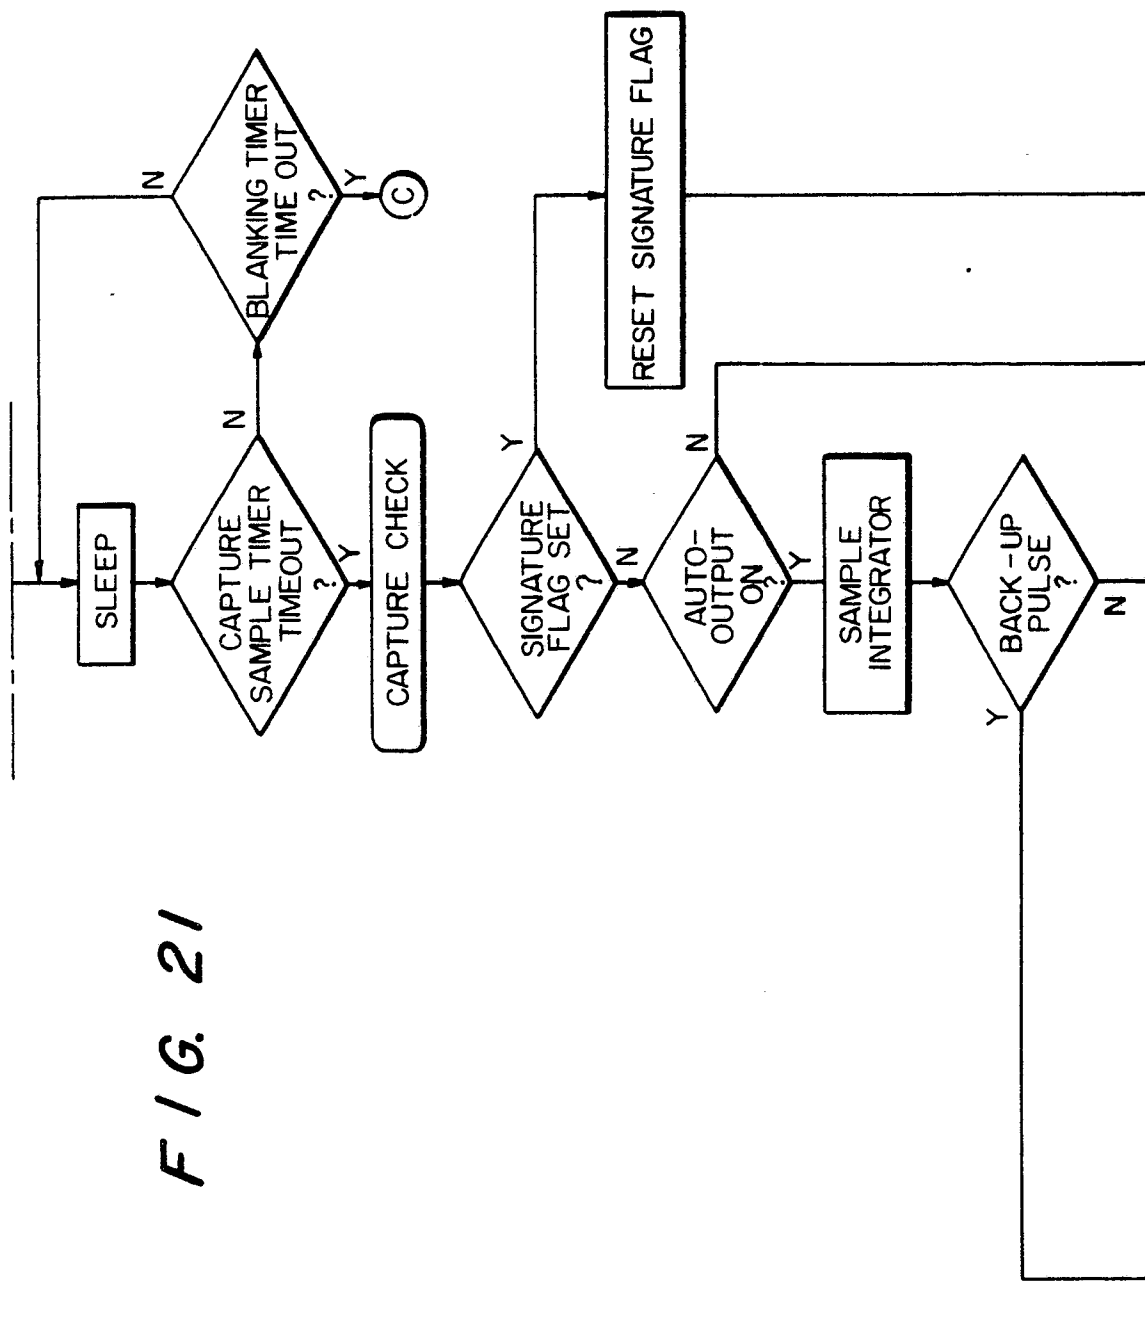 FIG. 21
SLEEP
CAPTURE
SAMPLE TIMER
TIMEOUT
?
N
Y
BLANKING TIMER
TIME OUT
?
N
Y
C
CAPTURE CHECK
SIGNATURE
FLAG SET
?
Y
N
RESET SIGNATURE FLAG
AUTO-
OUTPUT
ON
?
N
Y
SAMPLE
INTEGRATOR
BACK-UP
PULSE
?
Y
N